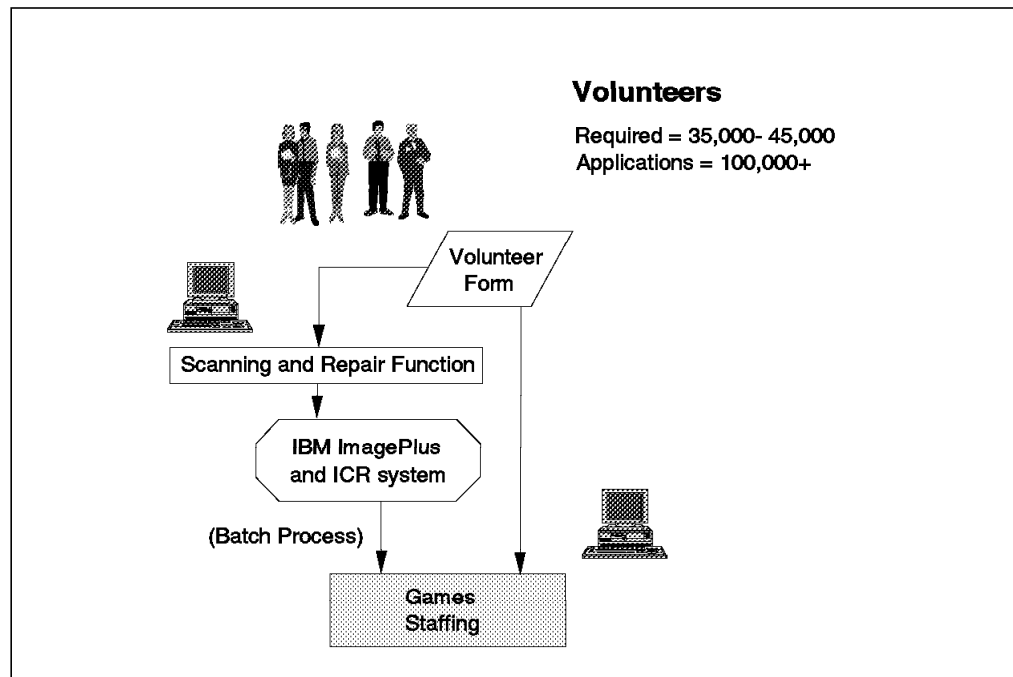 Volunteers
Required = 35,000- 45,000
Applications = 100,000+
Volunteer
Form
Scanning and Repair Function
IBM ImagePlus
and ICR system
(Batch Process)
Games
Staffing